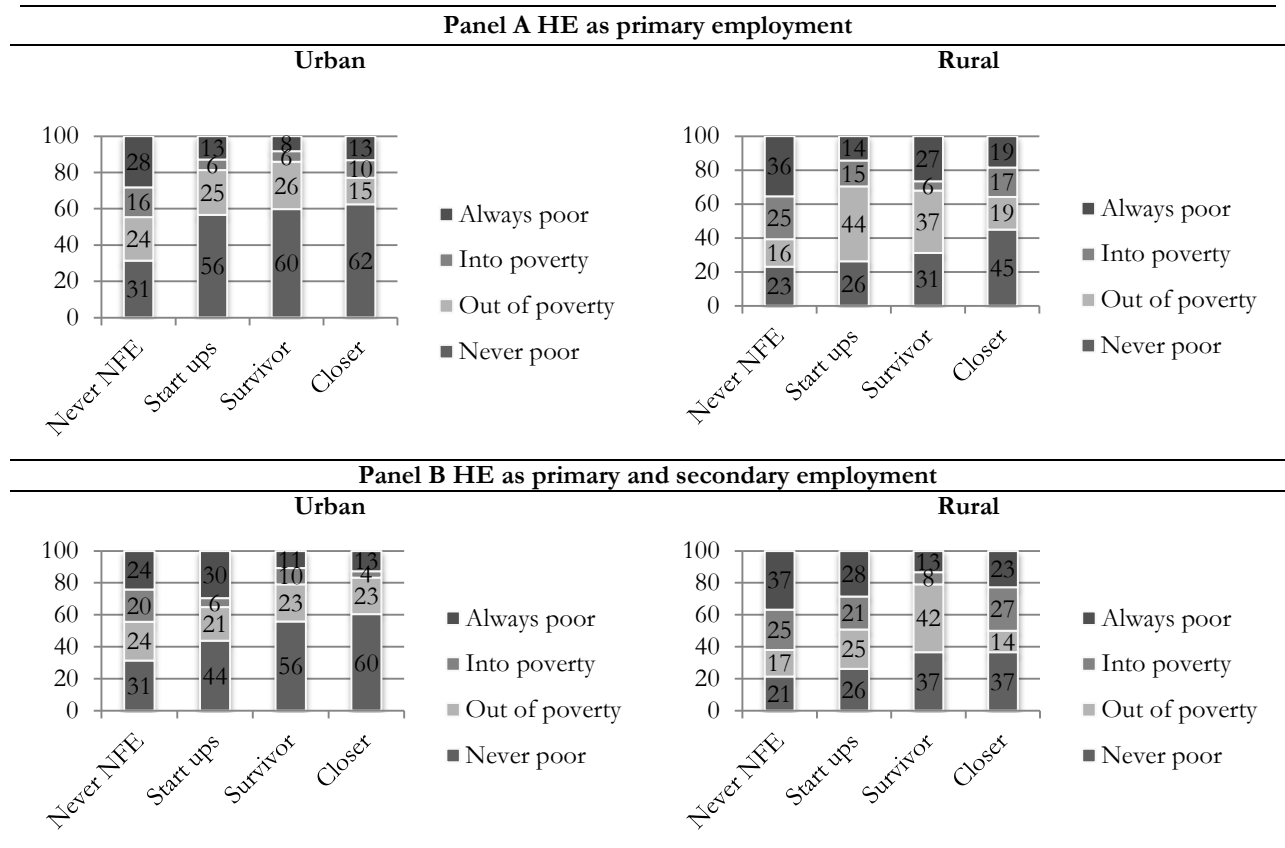 Panel A HE as primary employment
Urban
100
80
60
40
20
0
28
16
24
31
13
6
25
56
8
6
26
60
13
10
15
62
Never NFE
Start ups
Survivor
Closer
Always poor
Into poverty
Out of poverty
Never poor
Rural
100
80
60
40
20
0
36
25
16
23
14
15
44
26
27
6
37
31
19
17
19
45
Never NFE
Start ups
Survivor
Closer
Always poor
Into poverty
Out of poverty
Never poor
Panel B HE as primary and secondary employment
Urban
100
80
60
40
20
0
24
20
24
31
30
6
21
44
11
10
23
56
13
4
23
60
Never NFE
Start ups
Survivor
Closer
Always poor
Into poverty
Out of poverty
Never poor
Rural
100
80
60
40
20
0
37
25
17
21
28
21
25
26
13
8
42
37
23
27
14
37
Never NFE
Start ups
Survivor
Closer
Always poor
Into poverty
Out of poverty
Never poor